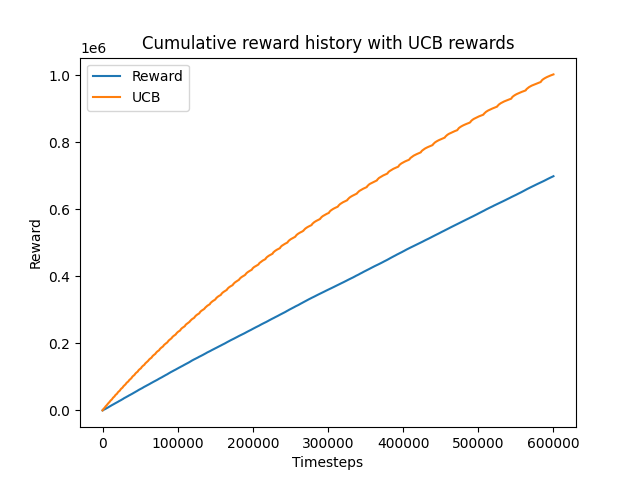 Cumulative reward history with UCB rewards
1e6
Reward
UCB
1.0
0.8
0.6
0.4
0.2
0.0
Reward
0
100000
200000
300000
400000
500000
600000
Timesteps